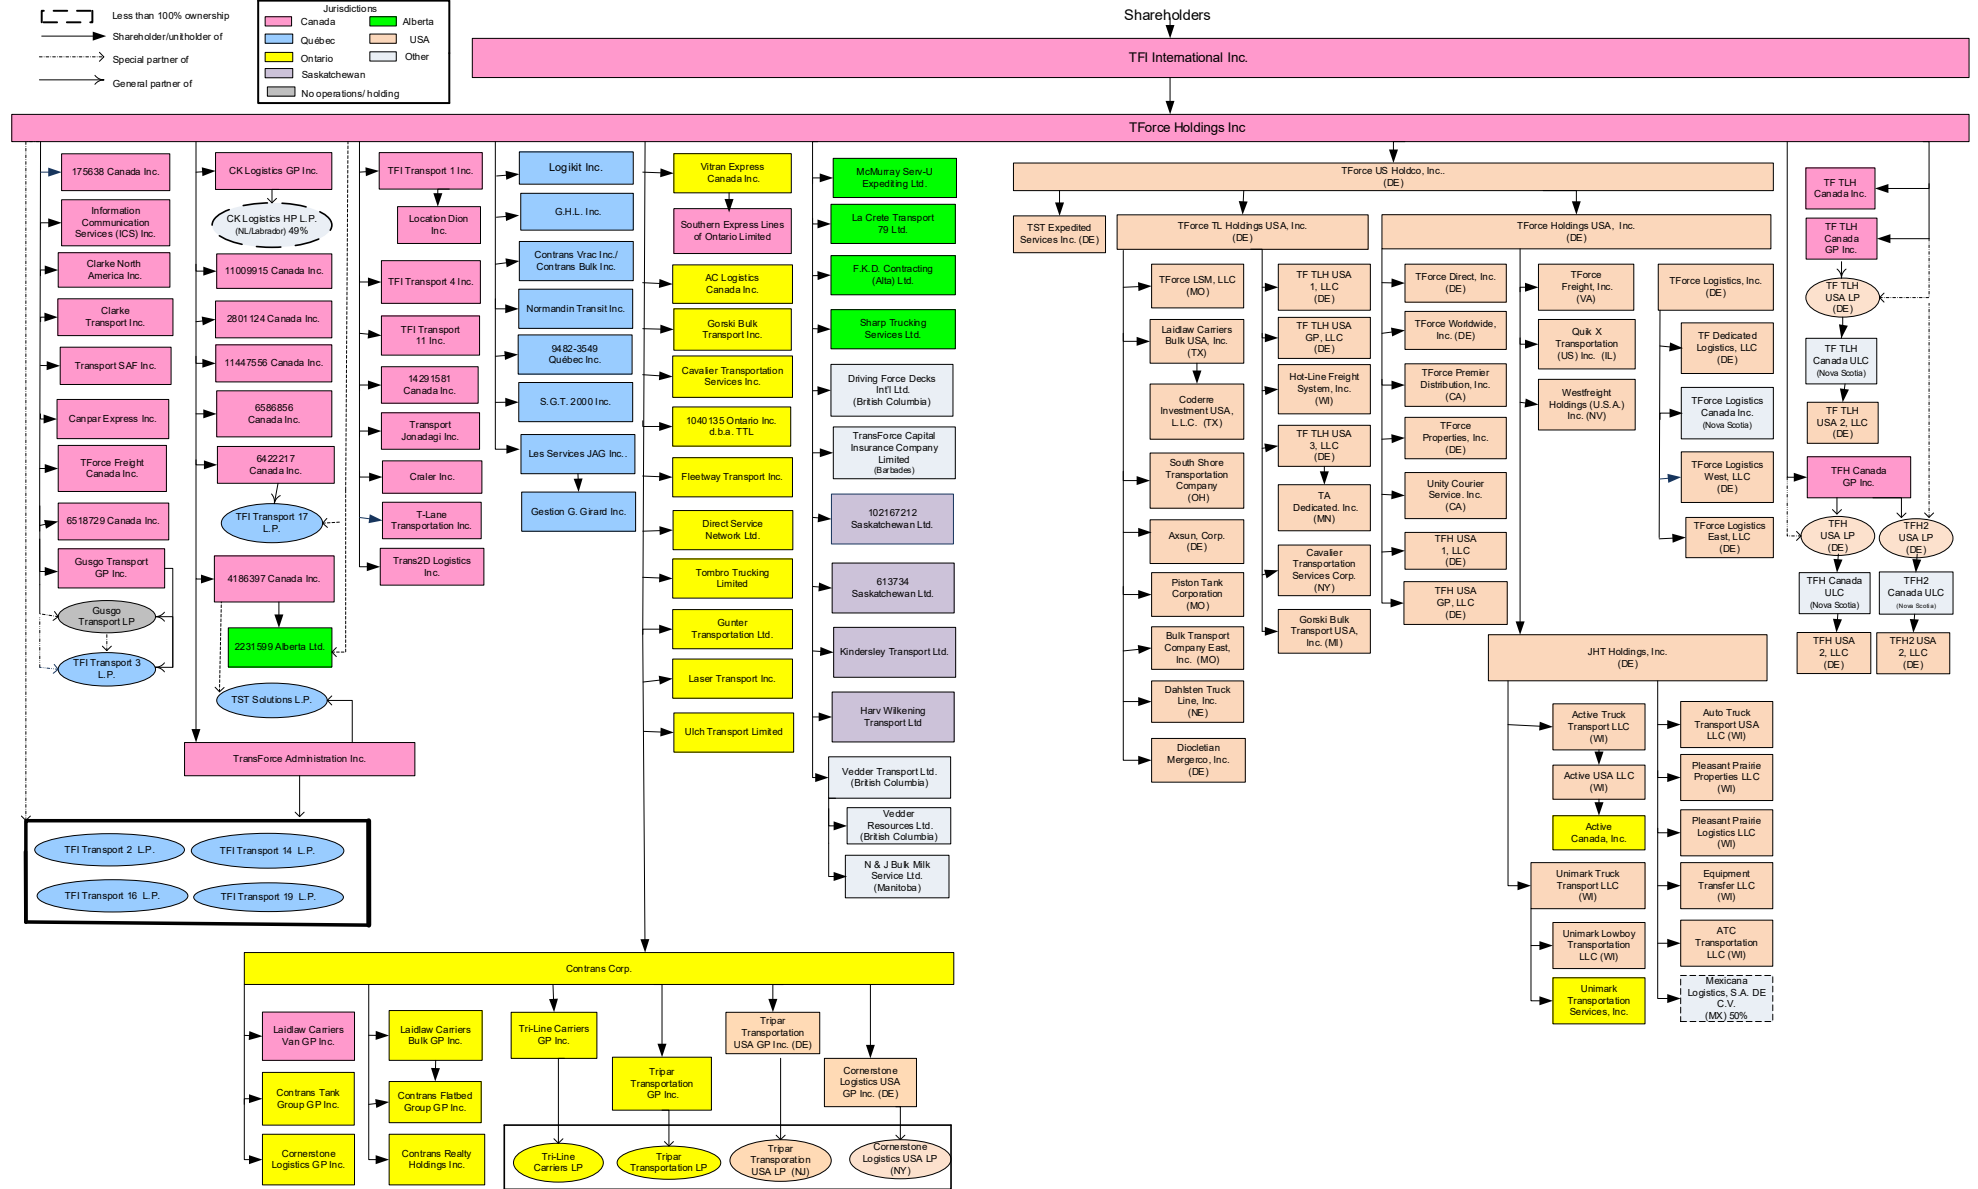 Less than 100% ownership
Shareholder/unitholder of
Special partner of
General partner of
Jurisdictions
Canada
Alberta
Québec
USA
Ontario
Other
Saskatchewan
No operations/ holding
Shareholders
TFI International Inc.
TForce Holdings Inc
175638 Canada Inc.
Information
Communication
Services (ICS) Inc.
Clarke North
America Inc.
Clarke
Transport Inc.
Transport SAF Inc.
Canpar Express Inc.
TForce Freight
Canada Inc.
6518729 Canada Inc.
Gusgo Transport
GP Inc.
Gusgo
Transport LP
TFI Transport 3
L.P.
CK Logistics GP Inc.
CK Logistics HP L.P.
(NL/Labrador) 49%
11009915 Canada Inc.
2801124 Canada Inc.
11447556 Canada Inc.
6586856
Canada Inc.
6422217
Canada Inc.
TFI Transport 17
L.P.
4186397 Canada Inc.
2231599 Alberta Ltd.
TST Solutions L.P.
TransForce Administration Inc.
TFI Transport 2 L.P.
TFI Transport 14 L.P.
TFI Transport 16 L.P.
TFI Transport 19 L.P.
TFI Transport 1 Inc.
Location Dion
Inc.
TFI Transport 4 Inc.
TFI Transport
11 Inc.
14291581
Canada Inc.
Transport
Jonadagi Inc.
Craler Inc.
T-Lane
Transportation Inc.
Trans2D Logistics
Inc.
Logikit Inc.
G.H.L. Inc.
Contrans Vrac Inc./
Contrans Bulk Inc.
Normandin Transit Inc.
9482-3549
Québec Inc.
S.G.T. 2000 Inc.
Les Services JAG Inc..
Gestion G. Girard Inc.
Vitran Express
Canada Inc.
Southern Express Lines
of Ontario Limited
AC Logistics
Canada Inc.
Gorski Bulk
Transport Inc.
Cavalier Transportation
Services Inc.
1040135 Ontario Inc.
d.b.a. TTL
Fleetway Transport Inc.
Direct Service
Network Ltd.
Tombro Trucking
Limited
Gunter
Transportation Ltd.
Laser Transport Inc.
Ulch Transport Limited
McMurray Serv-U
Expediting Ltd.
La Crete Transport
79 Ltd.
F.K.D. Contracting
(Alta) Ltd.
Sharp Trucking
Services Ltd.
Driving Force Decks
Int'l Ltd.
(British Columbia)
TransForce Capital
Insurance Company
Limited
(Barbades)
102167212
Saskatchewan Ltd.
613734
Saskatchewan Ltd.
Kindersley Transport Ltd.
Harv Wilkening
Transport Ltd
Vedder Transport Ltd.
(British Columbia)
Vedder
Resources Ltd.
(British Columbia)
N & J Bulk Milk
Service Ltd.
(Manitoba)
TForce US Holdco, Inc..
(DE)
TST Expedited
Services Inc. (DE)
TForce TL Holdings USA, Inc.
(DE)
TForce LSM, LLC
(MO)
Laidlaw Carriers
Bulk USA, Inc.
(TX)
Coderre
Investment USA,
L.L.C. (TX)
South Shore
Transportation
Company
(OH)
Axsun, Corp.
(DE)
Piston Tank
Corporation
(MO)
Bulk Transport
Company East,
Inc. (MO)
Dahlsten Truck
Line, Inc.
(NE)
Diocletian
Mergerco, Inc.
(DE)
TF TLH USA
1, LLC
(DE)
TF TLH USA
GP, LLC
(DE)
Hot-Line Freight
System, Inc.
(WI)
TF TLH USA
3, LLC
(DE)
TA
Dedicated. Inc.
(MN)
Cavalier
Transportation
Services Corp.
(NY)
Gorski Bulk
Transport USA,
Inc. (MI)
TForce Holdings USA, Inc.
(DE)
TForce Direct, Inc.
(DE)
TForce Worldwide,
Inc. (DE)
TForce Premier
Distribution, Inc.
(CA)
TForce
Properties, Inc.
(DE)
Unity Courier
Service. Inc.
(CA)
TFH USA
1, LLC
(DE)
TFH USA
GP, LLC
(DE)
TForce
Freight, Inc.
(VA)
Quik X
Transportation
(US) Inc. (IL)
Westfreight
Holdings (U.S.A.)
Inc. (NV)
TForce Logistics, Inc.
(DE)
TF Dedicated
Logistics, LLC
(DE)
TForce Logistics
Canada Inc.
(Nova Scotia)
TForce Logistics
West, LLC
(DE)
TForce Logistics
East, LLC
(DE)
JHT Holdings, Inc.
(DE)
Active Truck
Transport LLC
(WI)
Active USA LLC
(WI)
Active
Canada, Inc.
Unimark Truck
Transport LLC
(WI)
Unimark Lowboy
Transportation
LLC (WI)
Unimark
Transportation
Services, Inc.
Auto Truck
Transport USA
LLC (WI)
Pleasant Prairie
Properties LLC
(WI)
Pleasant Prairie
Logistics LLC
(WI)
Equipment
Transfer LLC
(WI)
ATC
Transportation
LLC (WI)
Mexicana
Logistics, S.A. DE
C.V.
(MX) 50%
TF TLH
Canada Inc.
TF TLH
Canada
GP Inc.
TF TLH
USA LP
(DE)
TF TLH
Canada ULC
(Nova Scotia)
TF TLH
USA 2, LLC
(DE)
TFH Canada
GP Inc.
TFH
USA LP
(DE)
TFH2
USA LP
(DE)
TFH Canada
ULC
(Nova Scotia)
TFH2
Canada ULC
(Nova Scotia)
TFH USA
2, LLC
(DE)
TFH2 USA
2, LLC
(DE)
Contrans Corp.
Laidlaw Carriers
Van GP Inc.
Contrans Tank
Group GP Inc.
Cornerstone
Logistics GP Inc.
Laidlaw Carriers
Bulk GP Inc.
Contrans Flatbed
Group GP Inc.
Contrans Realty
Holdings Inc.
Tri-Line Carriers
GP Inc.
Tripar
Transportation
GP Inc.
Tripar
Transportation
USA GP Inc. (DE)
Cornerstone
Logistics USA
GP Inc. (DE)
Tri-Line
Carriers LP
Tripar
Transportation LP
Tripar
Transporation
USA LP (NJ)
Cornerstone
Logistics USA LP
(NY)